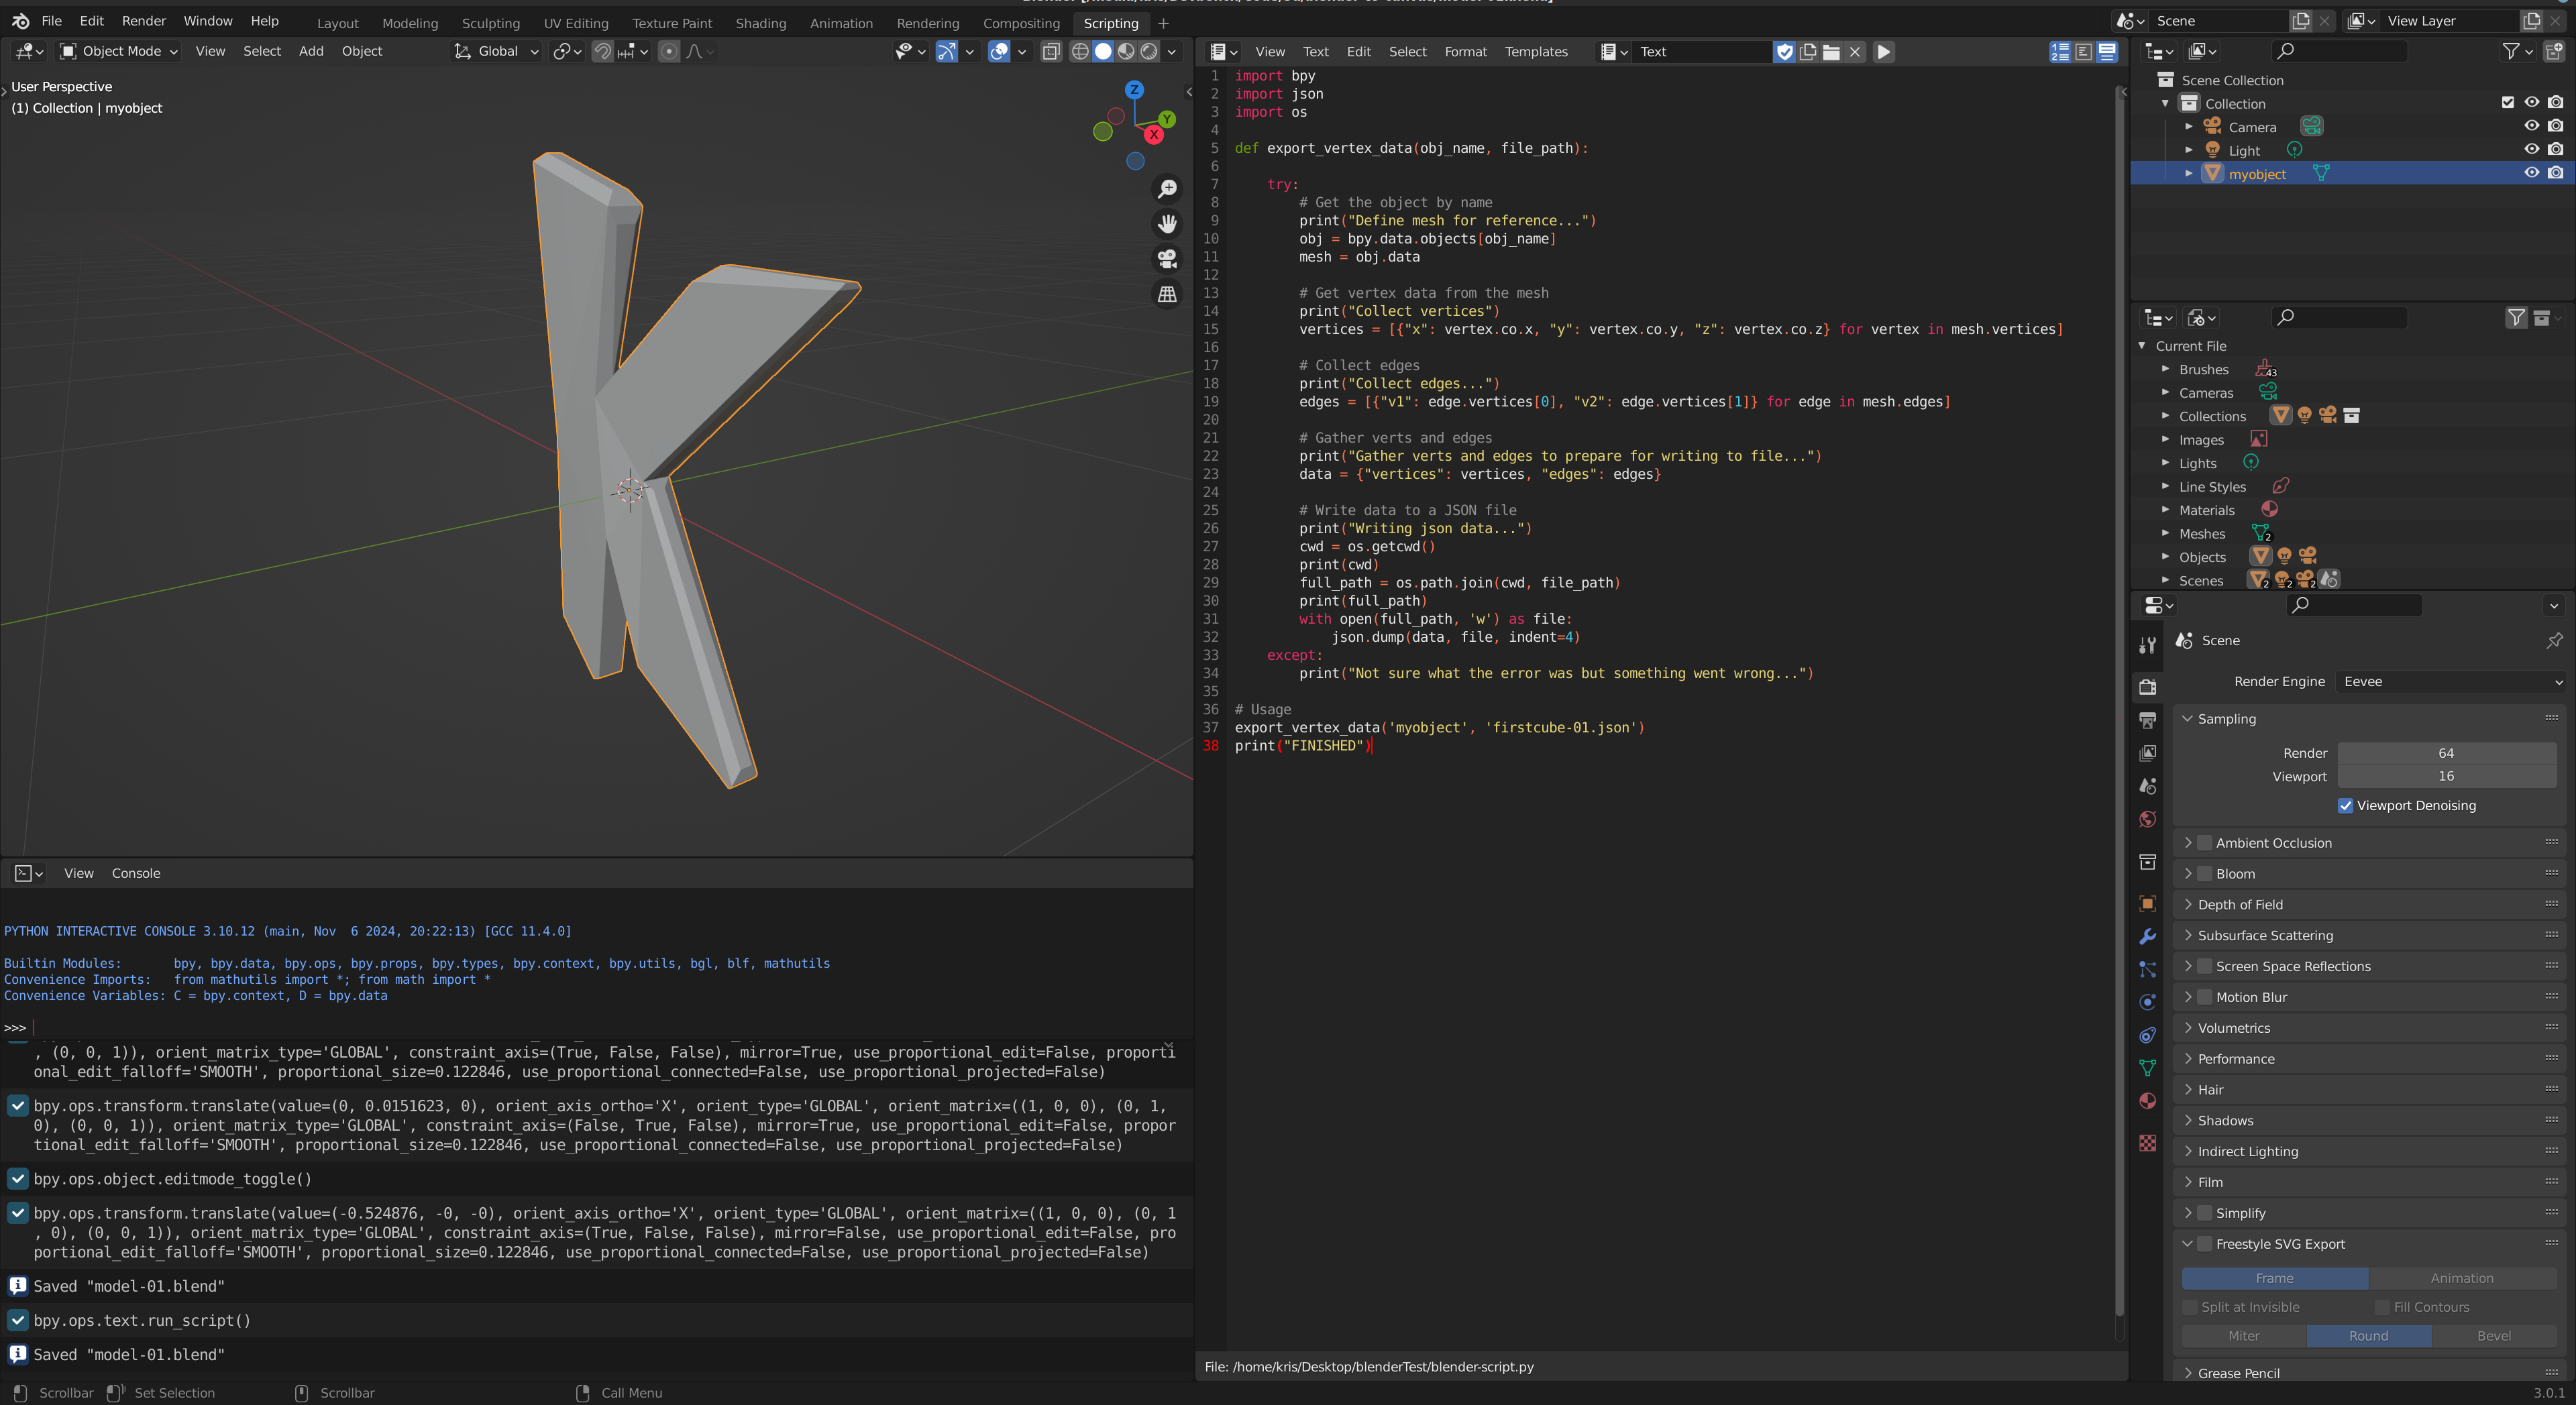 File Edit Render Window Help Layout Modeling Sculpting UV Editing Texture Paint Shading Animation Rendering Compositing Scripting + Scene View Layer
Object Mode View Select Add Object Global
User Perspective
(1) Collection | myobject
Z
Y
X
View Text Edit Select Format Templates Text
1 import bpy
2 import json
3 import os
4
5 def export_vertex_data(obj_name, file_path):
6
7 try:
8 # Get the object by name
9 print("Define mesh for reference...")
10 obj = bpy.data.objects[obj_name]
11 mesh = obj.data
12
13 # Get vertex data from the mesh
14 print("Collect vertices")
15 vertices = [{"x": vertex.co.x, "y": vertex.co.y, "z": vertex.co.z} for vertex in mesh.vertices]
16
17 # Collect edges
18 print("Collect edges...")
19 edges = [{"v1": edge.vertices[0], "v2": edge.vertices[1]} for edge in mesh.edges]
20
21 # Gather verts and edges
22 print("Gather verts and edges to prepare for writing to file...")
23 data = {"vertices": vertices, "edges": edges}
24
25 # Write data to a JSON file
26 print("Writing json data...")
27 cwd = os.getcwd()
28 print(cwd)
29 full_path = os.path.join(cwd, file_path)
30 print(full_path)
31 with open(full_path, 'w') as file:
32 json.dump(data, file, indent=4)
33 except:
34 print("Not sure what the error was but something went wrong...")
35
36 # Usage
37 export_vertex_data('myobject', 'firstcube-01.json')
38 print("FINISHED")
File: /home/kris/Desktop/blenderTest/blender-script.py
View Console
PYTHON INTERACTIVE CONSOLE 3.10.12 (main, Nov  6 2024, 20:22:13) [GCC 11.4.0]
Builtin Modules: bpy, bpy.data, bpy.ops, bpy.props, bpy.types, bpy.context, bpy.utils, bgl, blf, mathutils
Convenience Imports: from mathutils import *; from math import *
Convenience Variables: C = bpy.context, D = bpy.data
>>>
, (0, 0, 1)), orient_matrix_type='GLOBAL', constraint_axis=(True, False, False), mirror=True, use_proportional_edit=False, proporti
onal_edit_falloff='SMOOTH', proportional_size=0.122846, use_proportional_connected=False, use_proportional_projected=False)
bpy.ops.transform.translate(value=(0, 0.0151623, 0), orient_axis_ortho='X', orient_type='GLOBAL', orient_matrix=((1, 0, 0), (0, 1,
0), (0, 0, 1)), orient_matrix_type='GLOBAL', constraint_axis=(False, True, False), mirror=True, use_proportional_edit=False, propor
tional_edit_falloff='SMOOTH', proportional_size=0.122846, use_proportional_connected=False, use_proportional_projected=False)
bpy.ops.object.editmode_toggle()
bpy.ops.transform.translate(value=(-0.524876, -0, -0), orient_axis_ortho='X', orient_type='GLOBAL', orient_matrix=((1, 0, 0), (0, 1
, 0), (0, 0, 1)), orient_matrix_type='GLOBAL', constraint_axis=(True, False, False), mirror=False, use_proportional_edit=False, pro
portional_edit_falloff='SMOOTH', proportional_size=0.122846, use_proportional_connected=False, use_proportional_projected=False)
Saved "model-01.blend"
bpy.ops.text.run_script()
Saved "model-01.blend"
Scene Collection
Collection
Camera
Light
myobject
Current File
Brushes 43
Cameras
Collections
Images
Lights
Line Styles
Materials
Meshes 2
Objects
Scenes 2 2 2
Scene
Render Engine Eevee
Sampling
Render 64
Viewport 16
Viewport Denoising
Ambient Occlusion
Bloom
Depth of Field
Subsurface Scattering
Screen Space Reflections
Motion Blur
Volumetrics
Performance
Hair
Shadows
Indirect Lighting
Film
Simplify
Freestyle SVG Export
Frame Animation
Split at Invisible Fill Contours
Miter Round Bevel
Grease Pencil
Scrollbar Set Selection Scrollbar Call Menu 3.0.1